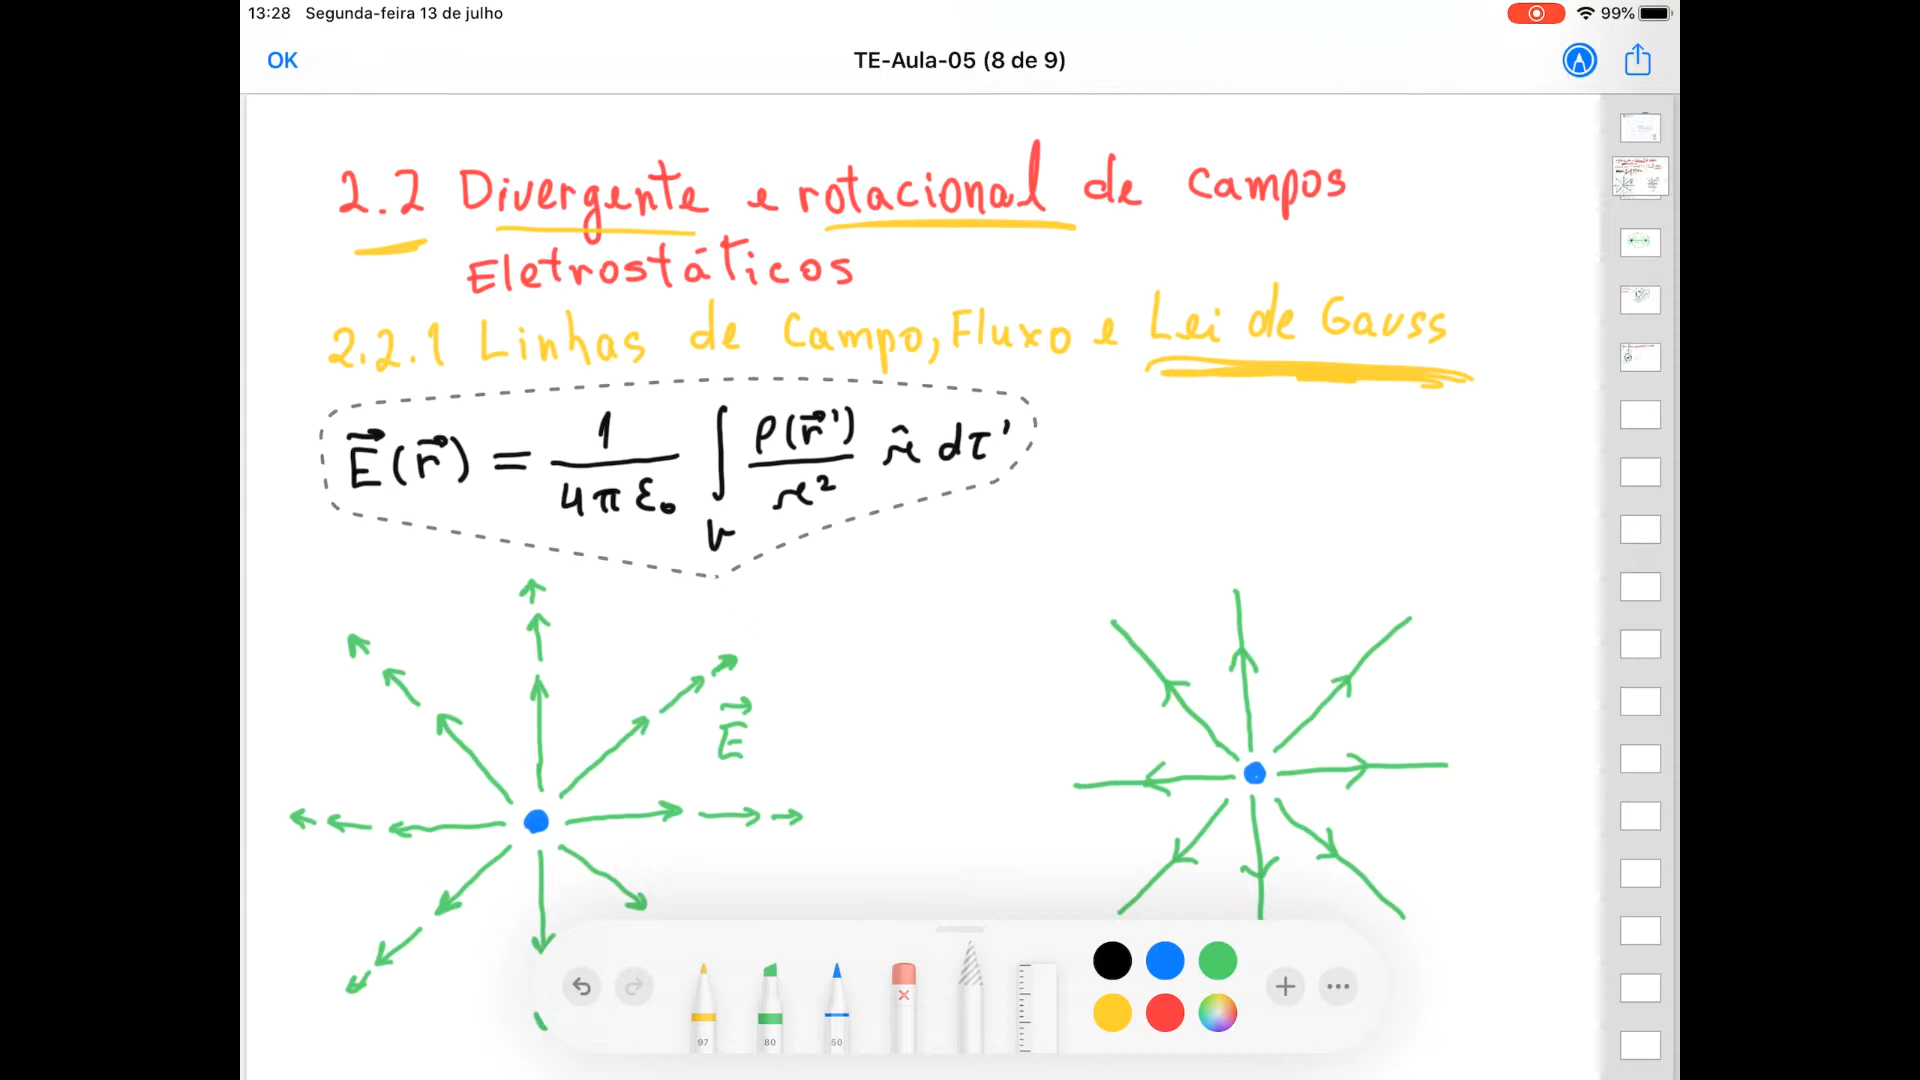 13:28 Segunda-feira 13 de julho 99%
OK TE-Aula-05 (8 de 9)
2.2 Divergente e rotacional de campos
Eletrostáticos
2.2.1 Linhas de Campo, Fluxo e Lei de Gauss
E⃗(r⃗) = 1/(4πε₀) ∫ᵥ ρ(r⃗')/𝓇² 𝓇̂ dτ'
E⃗
97 80 50